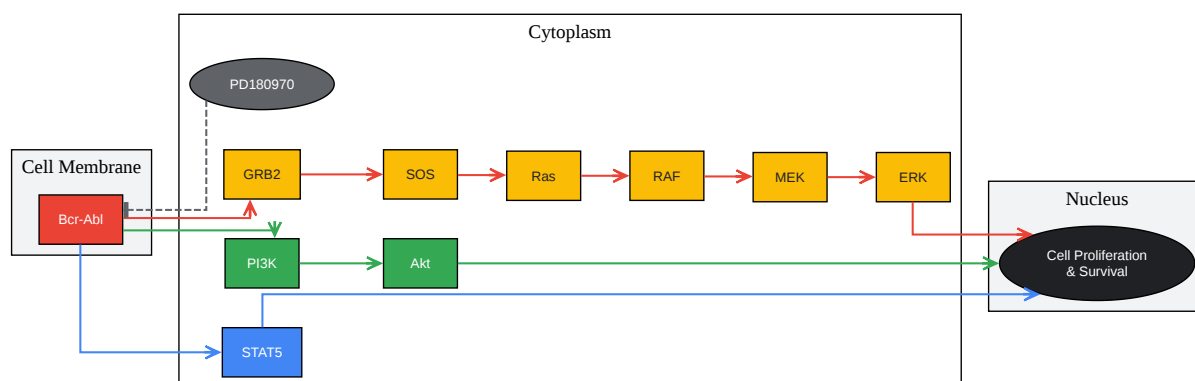 Cytoplasm
PD180970
Cell Membrane
GRB2
SOS
Ras
RAF
MEK
ERK
Nucleus
Bcr-Abl
PI3K
Akt
Cell Proliferation
& Survival
STAT5